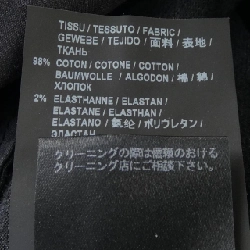 TISSU / TESSUTO / FABRIC /
GEWEBE / TEJIDO / 面料 / 表地 /
ТКАНЬ
98% COTON / COTONE / COTTON /
BAUMWOLLE / ALGODON / 棉 / 綿 /
ХЛОПОК
2% ELASTHANNE / ELASTAN /
ELASTANE / ELASTHAN /
ELASTANO / 氨纶 / ポリウレタン /
ЭЛАСТАН
クリーニングの際は信頼のおける
クリーニング店にご相談下さい。